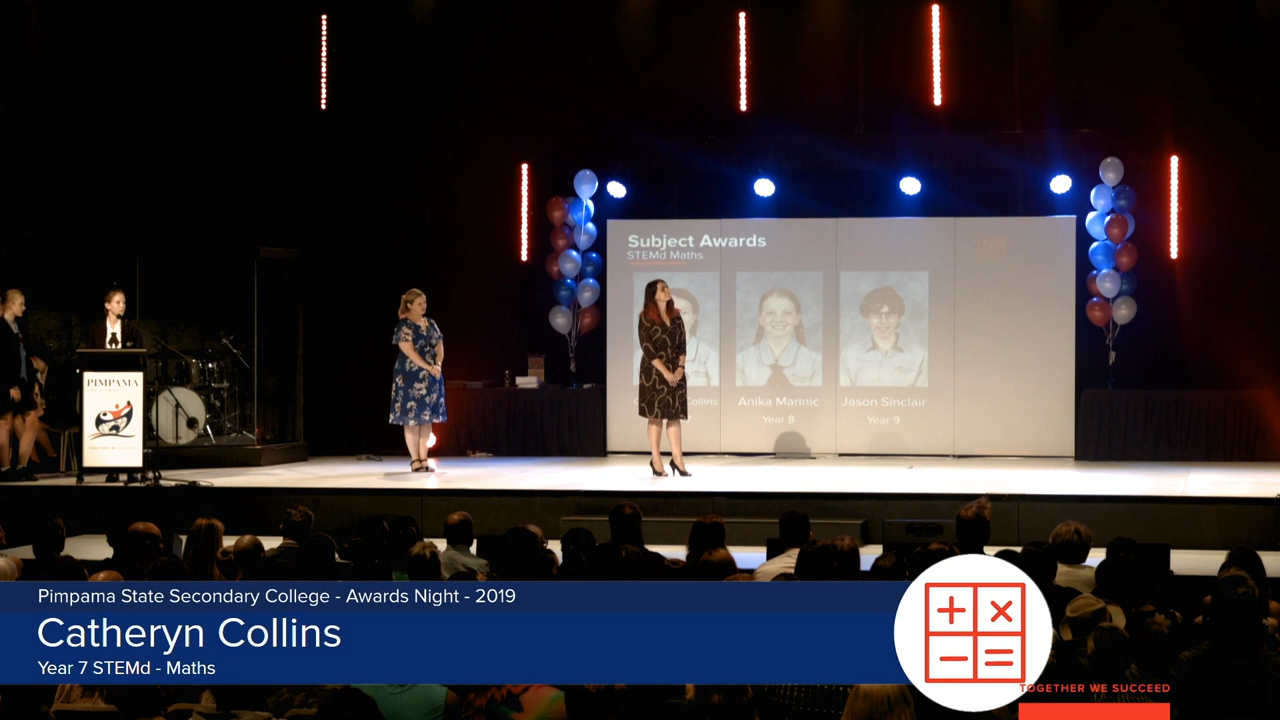 Subject Awards
STEMd Maths
Collins
Anika Marinic
Jason Sinclair
Year 8
Year 9
PIMPAMA
Pimpama State Secondary College - Awards Night - 2019
Catheryn Collins
Year 7 STEMd - Maths
TOGETHER WE SUCCEED